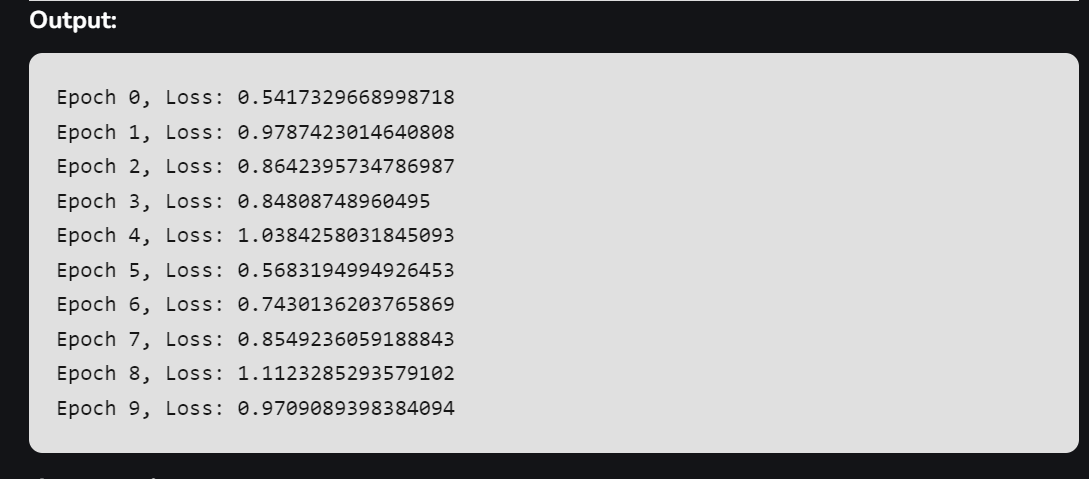 Output:
Epoch 0, Loss: 0.5417329668998718
Epoch 1, Loss: 0.9787423014640808
Epoch 2, Loss: 0.8642395734786987
Epoch 3, Loss: 0.84808748960495
Epoch 4, Loss: 1.0384258031845093
Epoch 5, Loss: 0.5683194994926453
Epoch 6, Loss: 0.7430136203765869
Epoch 7, Loss: 0.8549236059188843
Epoch 8, Loss: 1.1123285293579102
Epoch 9, Loss: 0.9709089398384094